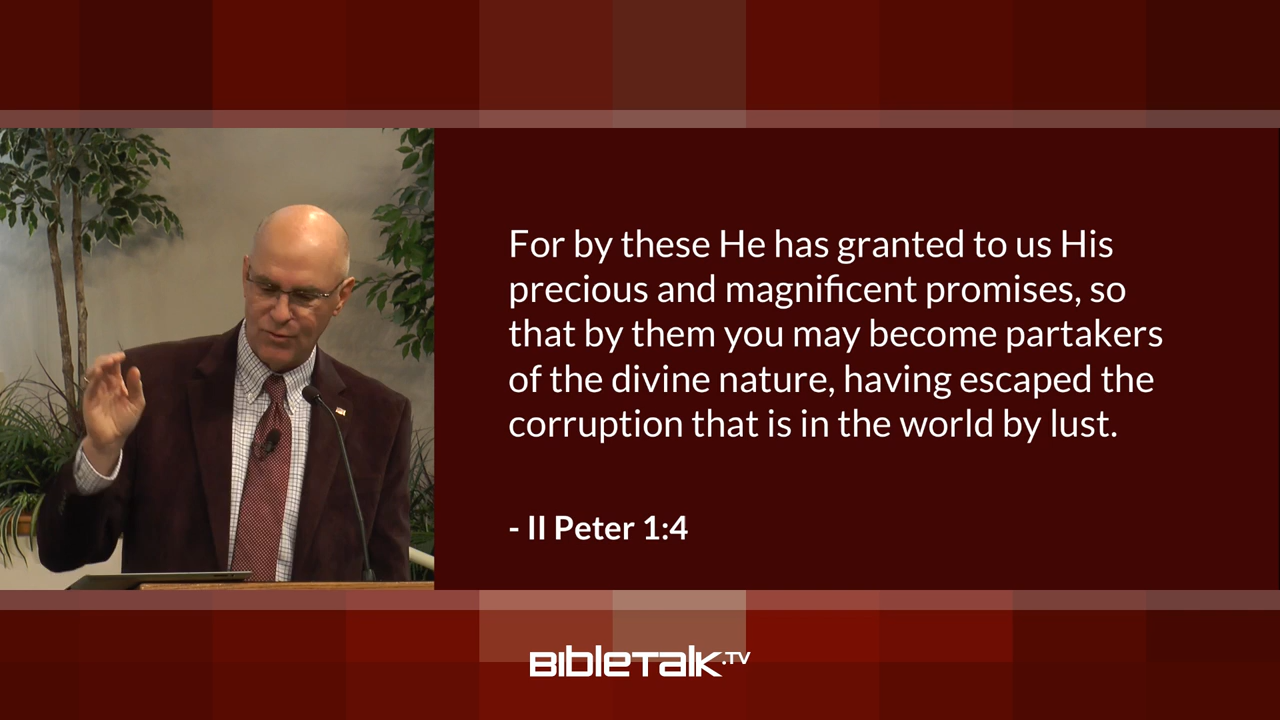 For by these He has granted to us His
precious and magnificent promises, so
that by them you may become partakers
of the divine nature, having escaped the
corruption that is in the world by lust.
- II Peter 1:4
BIBLETALK.TV